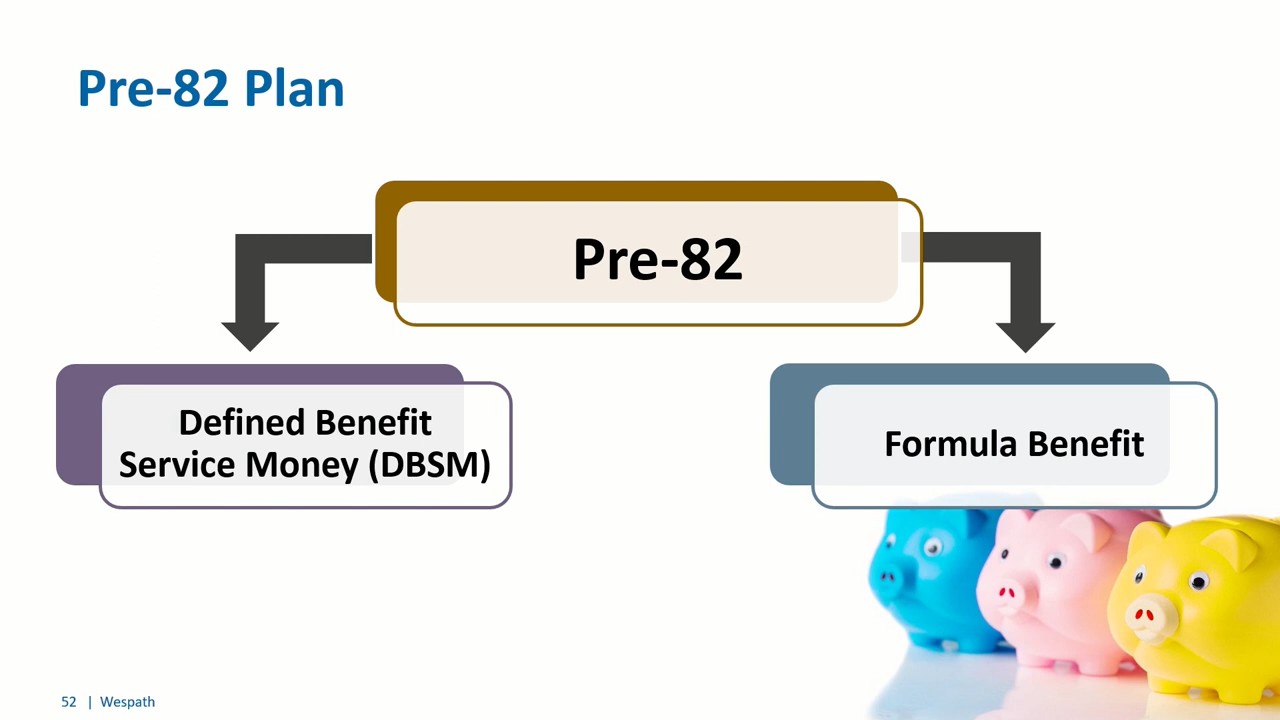 Pre-82 Plan
Pre-82
Defined Benefit
Service Money (DBSM)
Formula Benefit
52 | Wespath